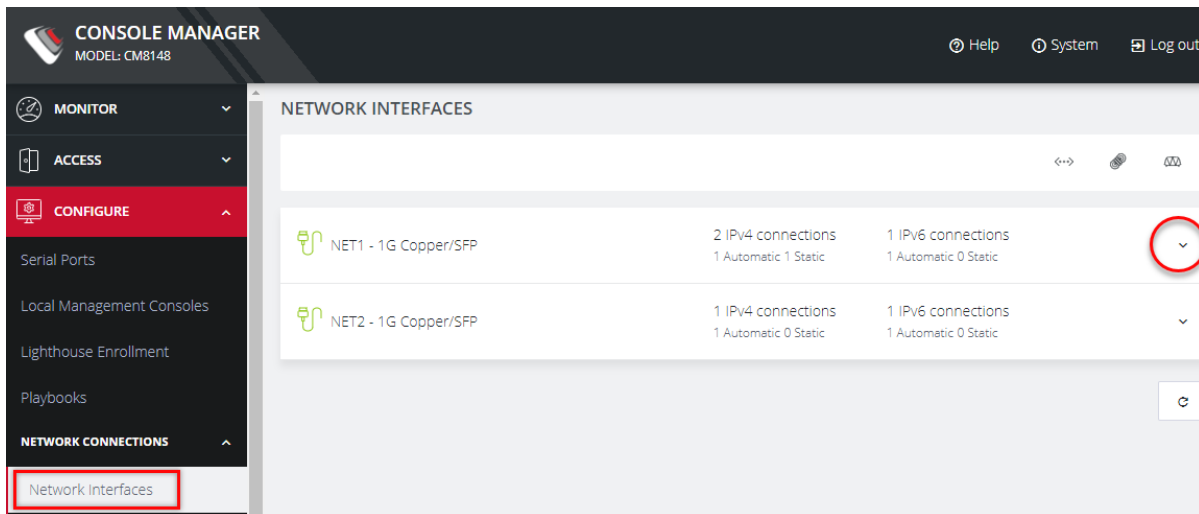 CONSOLE MANAGER
MODEL: CM8148
Help System Log out
MONITOR
ACCESS
CONFIGURE
Serial Ports
Local Management Consoles
Lighthouse Enrollment
Playbooks
NETWORK CONNECTIONS
Network Interfaces
NETWORK INTERFACES
NET1 - 1G Copper/SFP
2 IPv4 connections
1 Automatic 1 Static
1 IPv6 connections
1 Automatic 0 Static
NET2 - 1G Copper/SFP
1 IPv4 connections
1 Automatic 0 Static
1 IPv6 connections
1 Automatic 0 Static